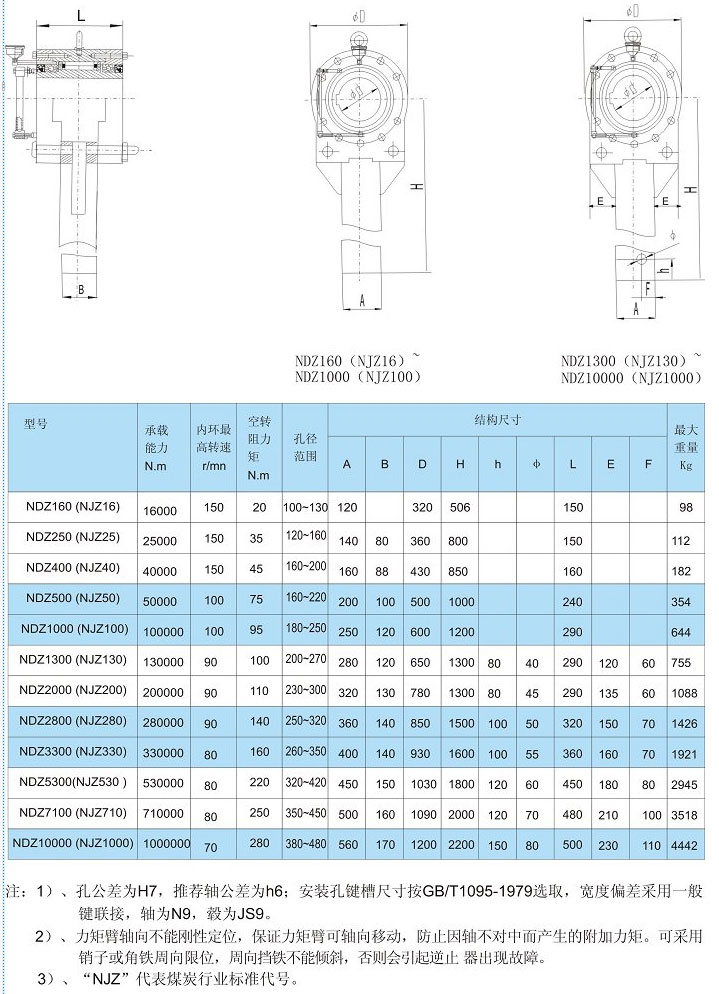 L
B
φD
φd
H
A
φD
φd
H
E
E
φ
h
F
A
NDZ160（NJZ16）~
NDZ1000（NJZ100）
NDZ1300（NJZ130）~
NDZ10000（NJZ1000）
型号 承载能力 N.m 内环最高转速 r/mn 空转阻力矩 N.m 孔径范围 结构尺寸 最大重量 Kg
A B D H h φ L E F
NDZ160 (NJZ16) 16000 150 20 100~130 120 320 506 150 98
NDZ250 (NJZ25) 25000 150 35 120~160 140 80 360 800 150 112
NDZ400 (NJZ40) 40000 150 45 160~200 160 88 430 850 160 182
NDZ500 (NJZ50) 50000 100 75 160~220 200 100 500 1000 240 354
NDZ1000 (NJZ100) 100000 100 95 180~250 250 120 600 1200 290 644
NDZ1300 (NJZ130) 130000 90 100 200~270 280 120 650 1300 80 40 290 120 60 755
NDZ2000 (NJZ200) 200000 90 110 230~300 320 130 780 1300 80 45 290 135 60 1088
NDZ2800 (NJZ280) 280000 90 140 250~320 360 140 850 1500 100 50 320 150 70 1426
NDZ3300 (NJZ330) 330000 80 160 260~350 400 140 930 1600 100 55 360 160 70 1921
NDZ5300(NJZ530 ) 530000 80 220 320~420 450 150 1030 1800 120 60 450 180 80 2945
NDZ7100 (NJZ710) 710000 80 250 350~450 500 160 1090 2000 120 70 480 210 100 3518
NDZ10000 (NJZ1000) 1000000 70 280 380~480 560 170 1200 2200 150 80 500 230 110 4442
注：1）、孔公差为H7，推荐轴公差为h6；安装孔键槽尺寸按GB/T1095-1979选取，宽度偏差采用一般
键联接，轴为N9，毂为JS9。
2）、力矩臂轴向不能刚性定位，保证力矩臂可轴向移动，防止因轴不对中而产生的附加力矩。可采用
销子或角铁周向限位，周向挡铁不能倾斜，否则会引起逆止 器出现故障。
3）、“NJZ”代表煤炭行业标准代号。